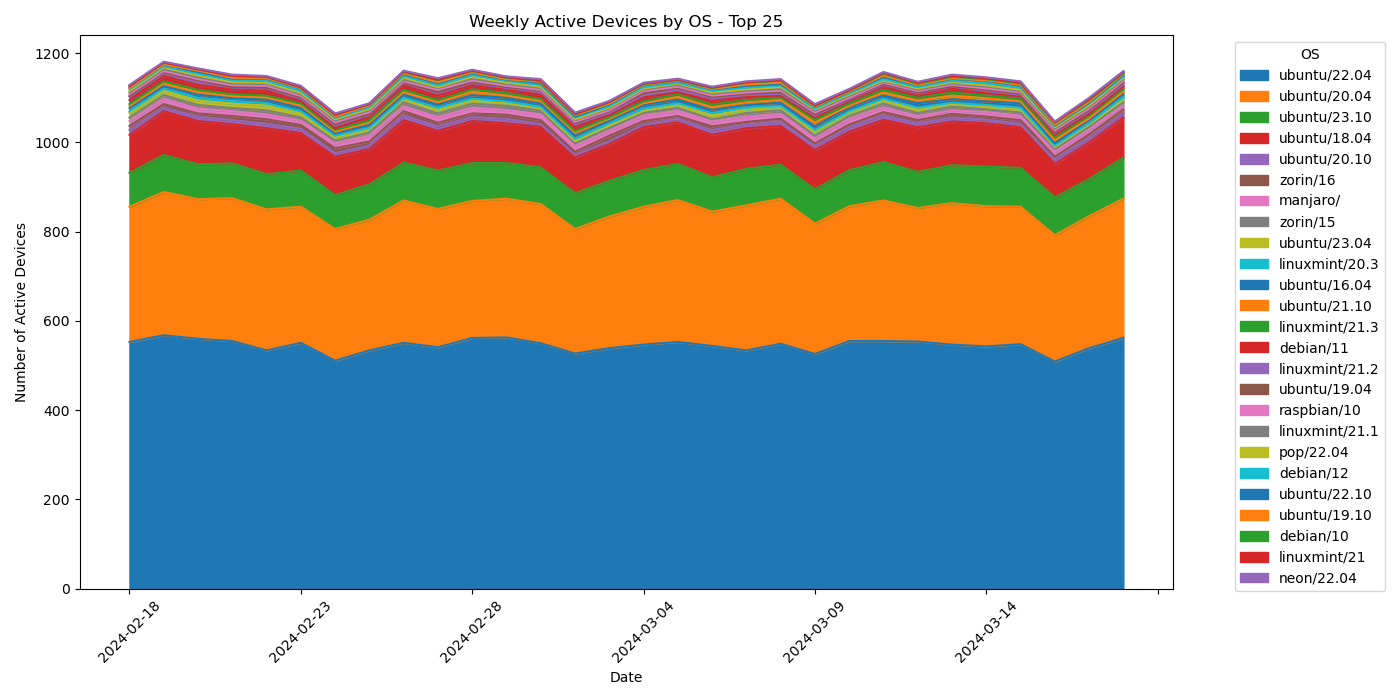 Weekly Active Devices by OS - Top 25
Number of Active Devices
1200
1000
800
600
400
200
0
2024-02-18
2024-02-23
2024-02-28
2024-03-04
2024-03-09
2024-03-14
Date
OS
ubuntu/22.04
ubuntu/20.04
ubuntu/23.10
ubuntu/18.04
ubuntu/20.10
zorin/16
manjaro/
zorin/15
ubuntu/23.04
linuxmint/20.3
ubuntu/16.04
ubuntu/21.10
linuxmint/21.3
debian/11
linuxmint/21.2
ubuntu/19.04
raspbian/10
linuxmint/21.1
pop/22.04
debian/12
ubuntu/22.10
ubuntu/19.10
debian/10
linuxmint/21
neon/22.04